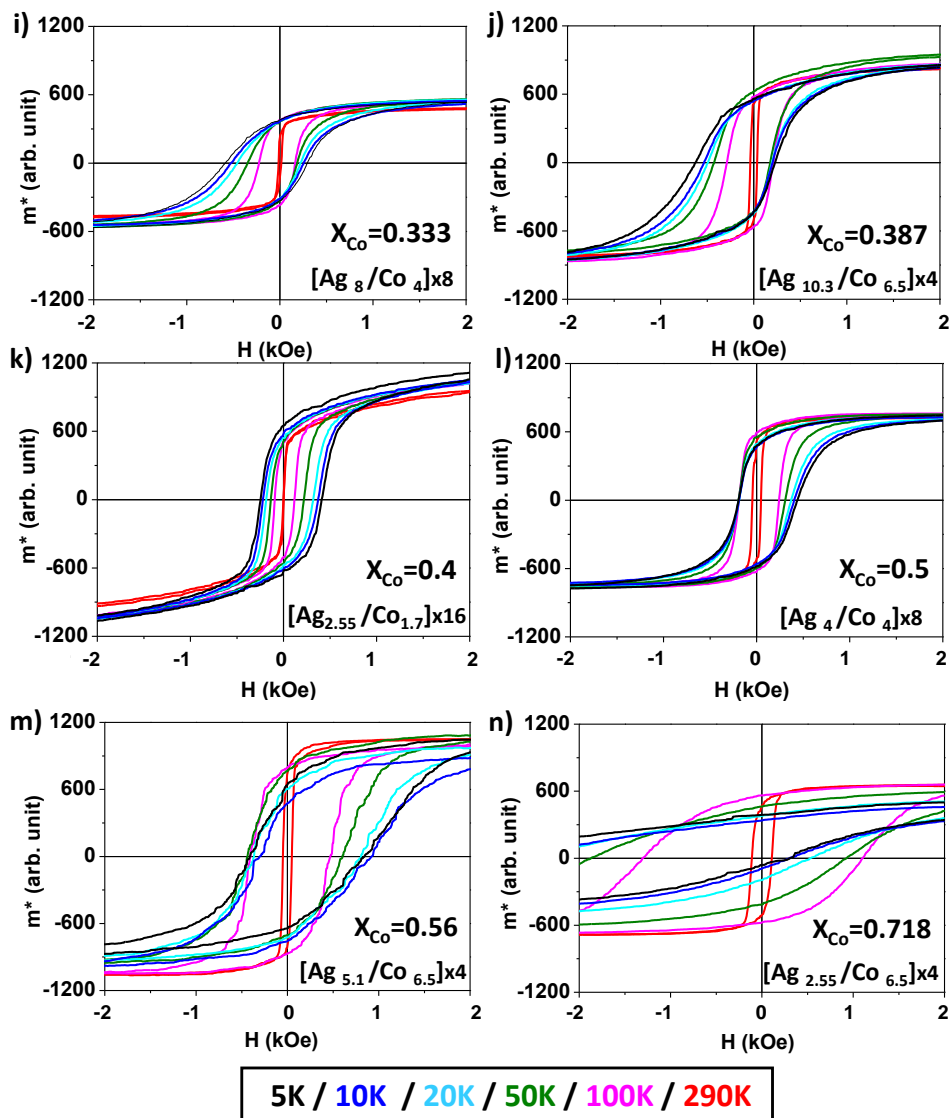 i)
1200
600
0
-600
-1200
m* (arb. unit)
X_Co=0.333
[Ag 8/Co 4]x8
-2 -1 0 1 2
H (kOe)
j)
1200
600
0
-600
-1200
m* (arb. unit)
X_Co=0.387
[Ag 10.3/Co 6.5]x4
-2 -1 0 1 2
H (kOe)
k)
1200
600
0
-600
-1200
m* (arb. unit)
X_Co=0.4
[Ag2.55/Co1.7]x16
-2 -1 0 1 2
H (kOe)
l)
1200
600
0
-600
-1200
m* (arb. unit)
X_Co=0.5
[Ag 4/Co 4]x8
-2 -1 0 1 2
H (kOe)
m)
1200
600
0
-600
-1200
m* (arb. unit)
X_Co=0.56
[Ag 5.1/Co 6.5]x4
-2 -1 0 1 2
H (kOe)
n)
1200
600
0
-600
-1200
m* (arb. unit)
X_Co=0.718
[Ag 2.55/Co 6.5]x4
-2 -1 0 1 2
H (kOe)
5K / 10K / 20K / 50K / 100K / 290K